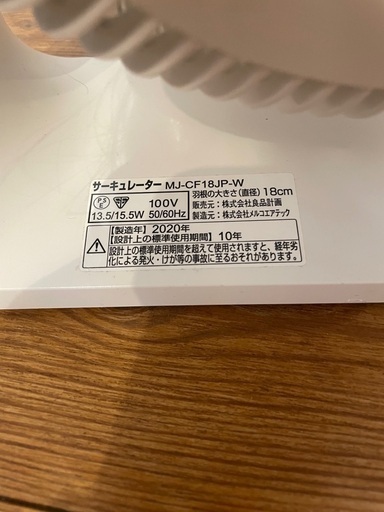 サーキュレーター MJ-CF18JP-W
PSE 100V 羽根の大きさ(直径)18cm
13.5/15.5W 50/60Hz 販売元:株式会社良品計画
製造元:株式会社メルコエアテック
【製造年】2020年
【設計上の標準使用期間】10年
設計上の標準使用期間を超えて使用されますと、経年劣
化による発火・けが等の事故に至るおそれがあります。